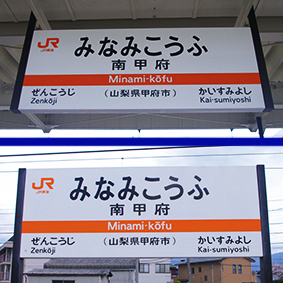 JR
JR東海
みなみこうふ
南甲府
Minami-kōfu
ぜんこうじ
（山梨県甲府市）
かいすみよし
Zenkōji
Kai-sumiyoshi
JR
JR東海
みなみこうふ
南甲府
Minami-kōfu
ぜんこうじ
（山梨県甲府市）
かいすみよし
Zenkōji
Kai-sumiyoshi